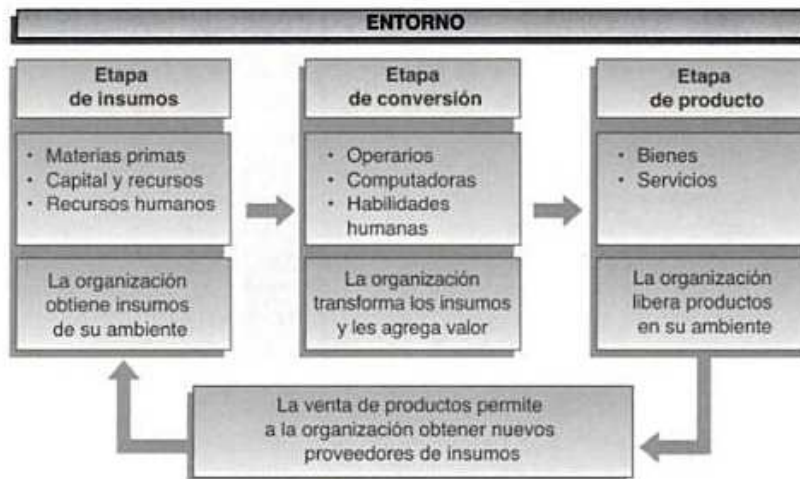 ENTORNO
Etapa
de insumos
• Materias primas
• Capital y recursos
• Recursos humanos
La organización
obtiene insumos
de su ambiente
Etapa
de conversión
• Operarios
• Computadoras
• Habilidades
humanas
La organización
transforma los insumos
y les agrega valor
Etapa
de producto
• Bienes
• Servicios
La organización
libera productos
en su ambiente
La venta de productos permite
a la organización obtener nuevos
proveedores de insumos